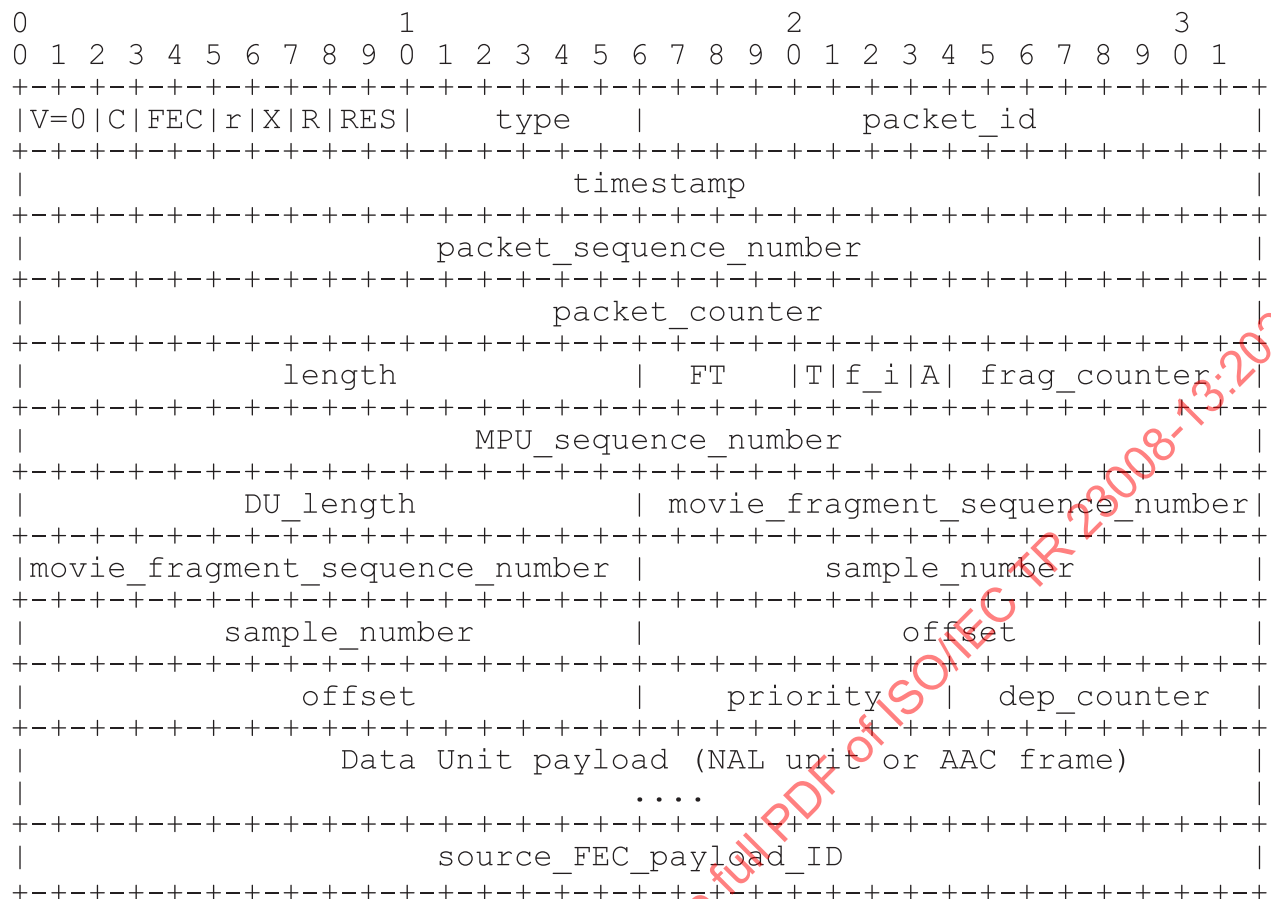 0                   1                   2                   3
0 1 2 3 4 5 6 7 8 9 0 1 2 3 4 5 6 7 8 9 0 1 2 3 4 5 6 7 8 9 0 1
+-+-+-+-+-+-+-+-+-+-+-+-+-+-+-+-+-+-+-+-+-+-+-+-+-+-+-+-+-+-+-+-+
|V=0|C|FEC|r|X|R|RES|    type   |           packet_id           |
+-+-+-+-+-+-+-+-+-+-+-+-+-+-+-+-+-+-+-+-+-+-+-+-+-+-+-+-+-+-+-+-+
|                            timestamp                          |
+-+-+-+-+-+-+-+-+-+-+-+-+-+-+-+-+-+-+-+-+-+-+-+-+-+-+-+-+-+-+-+-+
|                     packet_sequence_number                    |
+-+-+-+-+-+-+-+-+-+-+-+-+-+-+-+-+-+-+-+-+-+-+-+-+-+-+-+-+-+-+-+-+
|                           packet_counter                      |
+-+-+-+-+-+-+-+-+-+-+-+-+-+-+-+-+-+-+-+-+-+-+-+-+-+-+-+-+-+-+-+-+
|             length            |  FT   |T|f_i|A| frag_counter  |
+-+-+-+-+-+-+-+-+-+-+-+-+-+-+-+-+-+-+-+-+-+-+-+-+-+-+-+-+-+-+-+-+
|                       MPU_sequence_number                     |
+-+-+-+-+-+-+-+-+-+-+-+-+-+-+-+-+-+-+-+-+-+-+-+-+-+-+-+-+-+-+-+-+
|           DU_length           | movie_fragment_sequence_number|
+-+-+-+-+-+-+-+-+-+-+-+-+-+-+-+-+-+-+-+-+-+-+-+-+-+-+-+-+-+-+-+-+
|movie_fragment_sequence_number |         sample_number         |
+-+-+-+-+-+-+-+-+-+-+-+-+-+-+-+-+-+-+-+-+-+-+-+-+-+-+-+-+-+-+-+-+
|          sample_number        |             offset            |
+-+-+-+-+-+-+-+-+-+-+-+-+-+-+-+-+-+-+-+-+-+-+-+-+-+-+-+-+-+-+-+-+
|              offset           |    priority   |  dep_counter  |
+-+-+-+-+-+-+-+-+-+-+-+-+-+-+-+-+-+-+-+-+-+-+-+-+-+-+-+-+-+-+-+-+
|                Data Unit payload (NAL unit or AAC frame)      |
|                               ....                            |
+-+-+-+-+-+-+-+-+-+-+-+-+-+-+-+-+-+-+-+-+-+-+-+-+-+-+-+-+-+-+-+-+
|                     source_FEC_payload_ID                     |
+-+-+-+-+-+-+-+-+-+-+-+-+-+-+-+-+-+-+-+-+-+-+-+-+-+-+-+-+-+-+-+-+
full PDF of ISO/IEC TR 23008-13:202